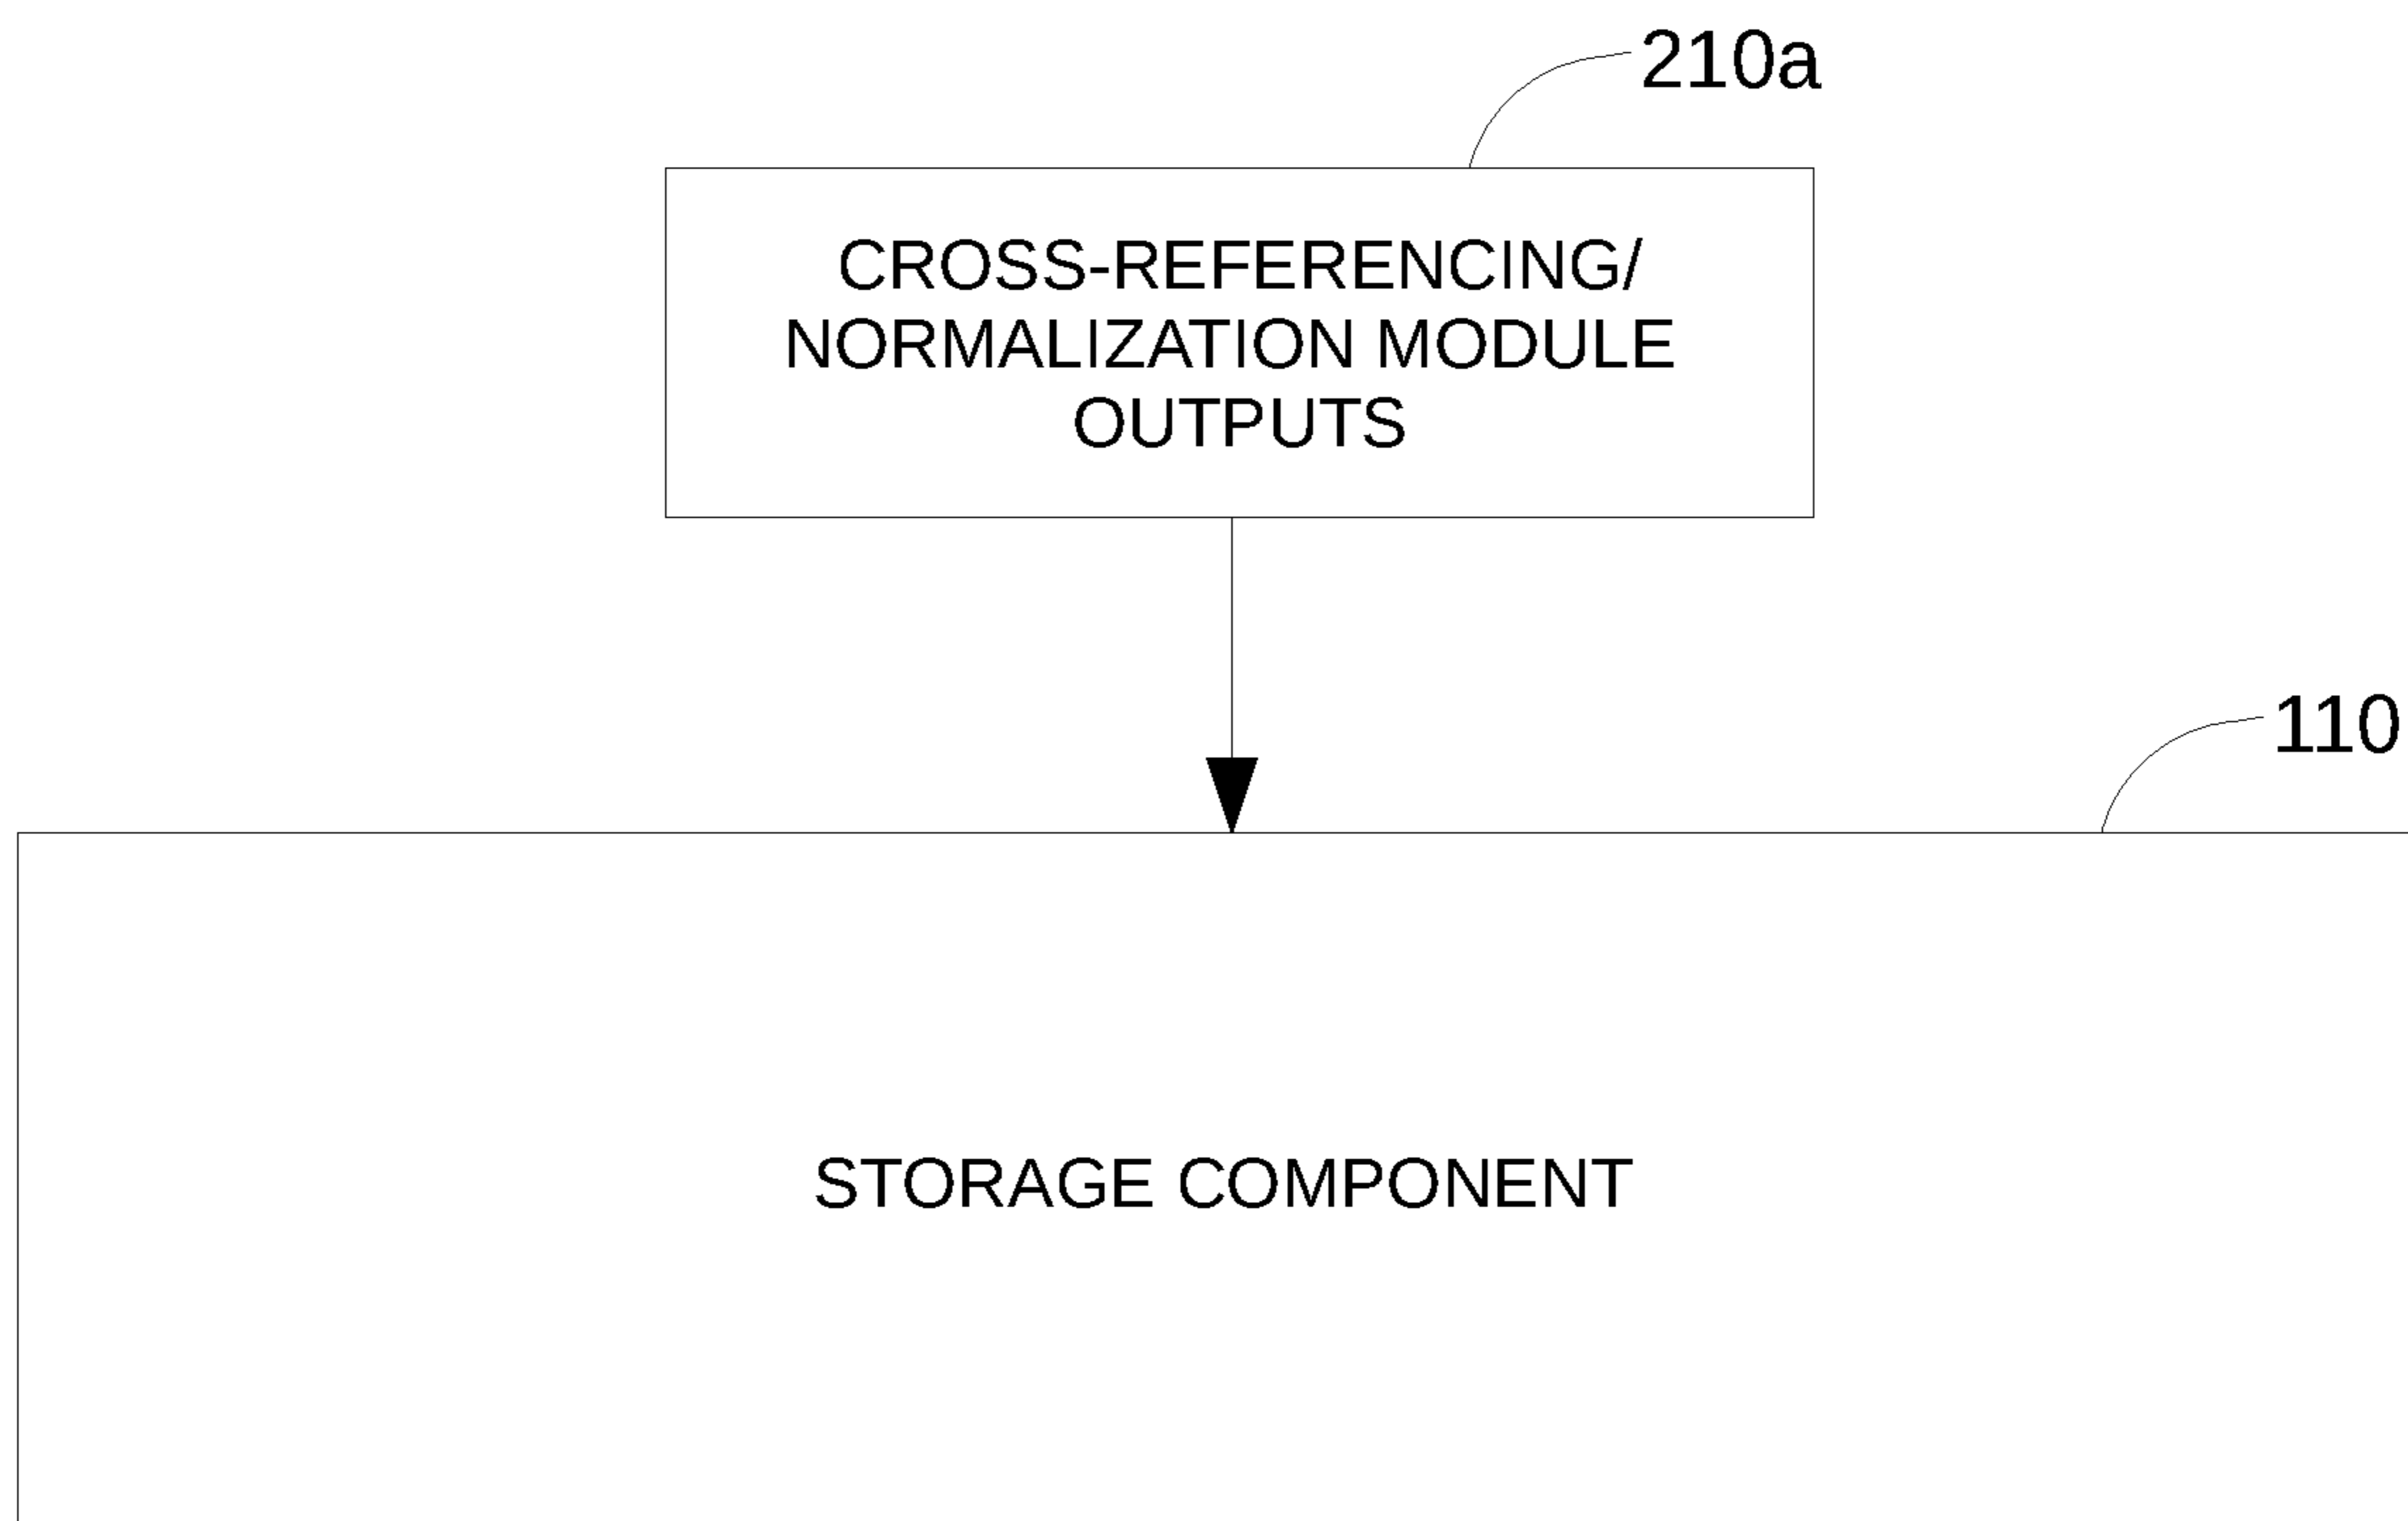 210a
CROSS-REFERENCING/
NORMALIZATION MODULE
OUTPUTS
110
STORAGE COMPONENT